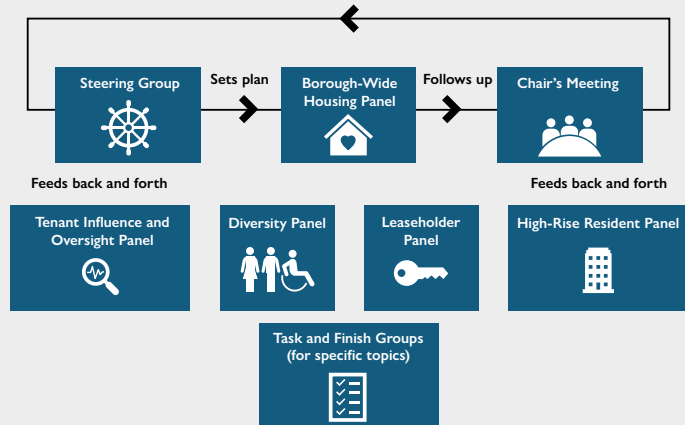 Steering Group
Sets plan
Borough-Wide
Housing Panel
Follows up
Chair's Meeting
Feeds back and forth
Feeds back and forth
Tenant Influence and
Oversight Panel
Diversity Panel
Leaseholder
Panel
High-Rise Resident Panel
Task and Finish Groups
(for specific topics)